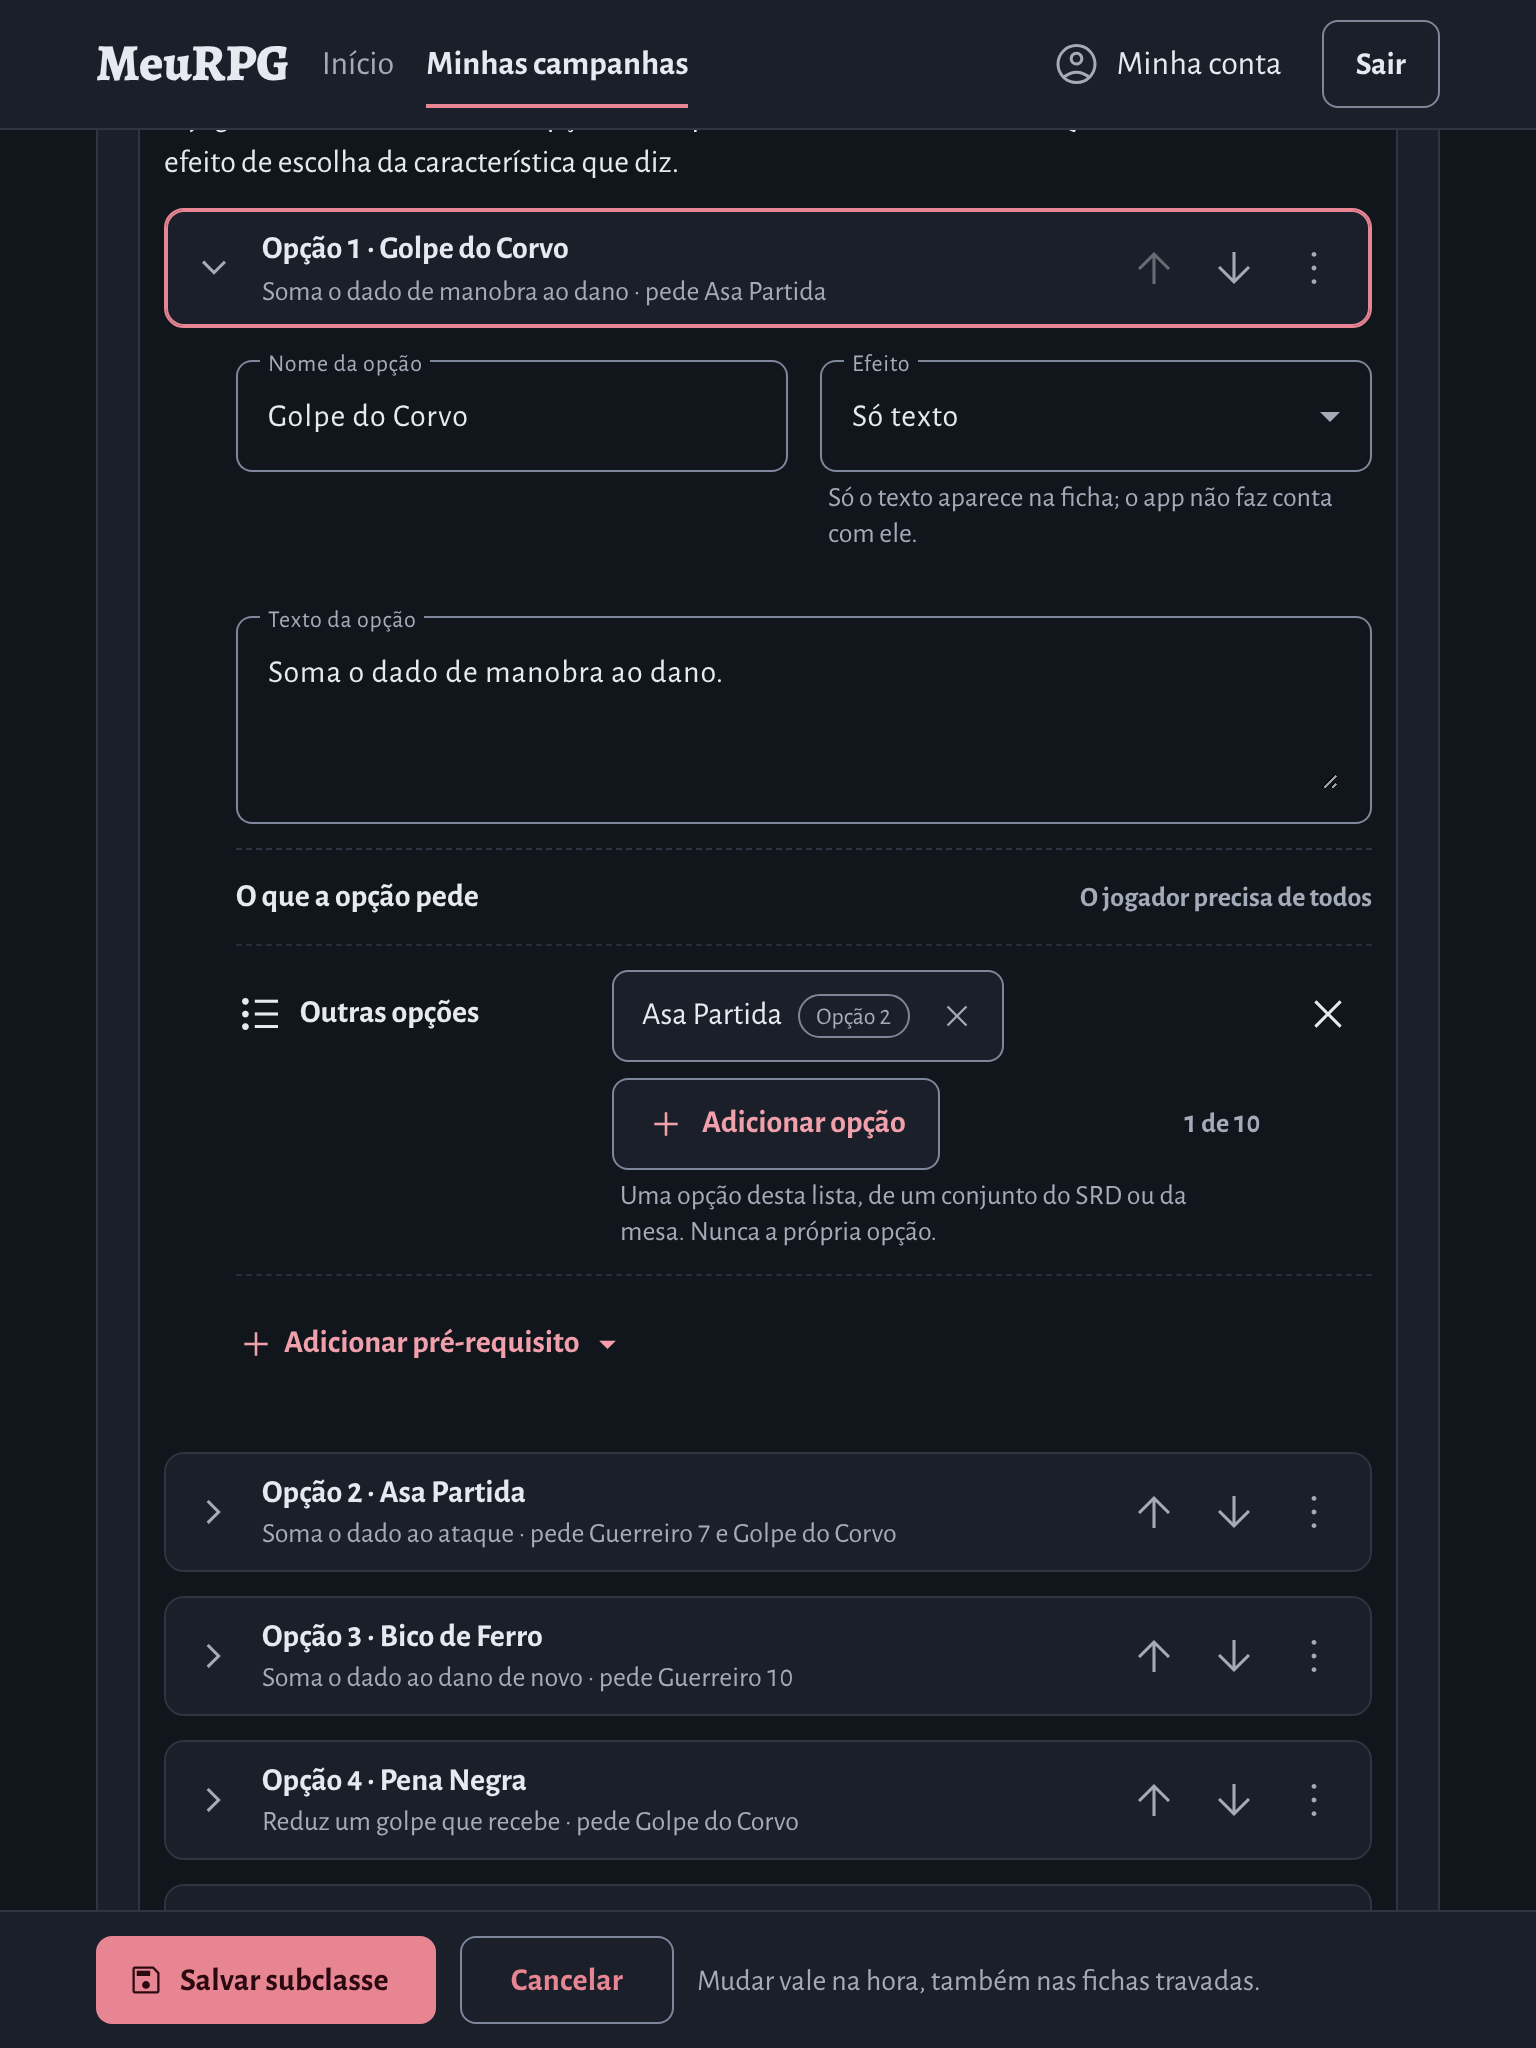 MeuRPG Início Minhas campanhas Minha conta Sair
efeito de escolha da característica que diz.
Opção 1 · Golpe do Corvo
Soma o dado de manobra ao dano · pede Asa Partida
Nome da opção
Golpe do Corvo
Efeito
Só texto
Só o texto aparece na ficha; o app não faz conta
com ele.
Texto da opção
Soma o dado de manobra ao dano.
O que a opção pede
O jogador precisa de todos
Outras opções
Asa Partida Opção 2
Adicionar opção
1 de 10
Uma opção desta lista, de um conjunto do SRD ou da
mesa. Nunca a própria opção.
Adicionar pré-requisito
Opção 2 · Asa Partida
Soma o dado ao ataque · pede Guerreiro 7 e Golpe do Corvo
Opção 3 · Bico de Ferro
Soma o dado ao dano de novo · pede Guerreiro 10
Opção 4 · Pena Negra
Reduz um golpe que recebe · pede Golpe do Corvo
Salvar subclasse
Cancelar
Mudar vale na hora, também nas fichas travadas.